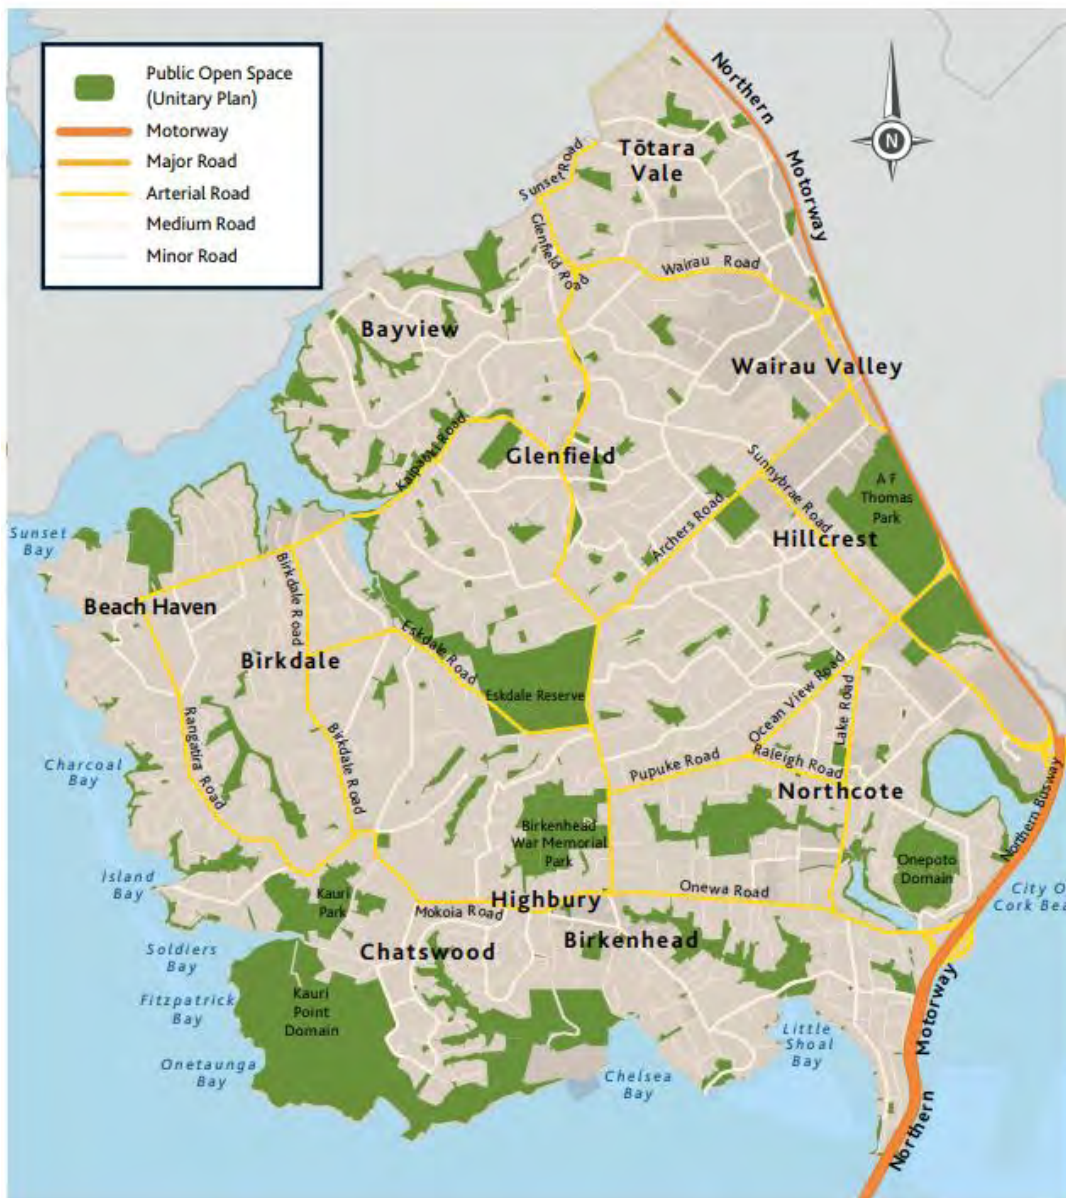 Public Open Space
(Unitary Plan)
Motorway
Major Road
Arterial Road
Medium Road
Minor Road
N
Northern
Motorway
Tōtara
Vale
Sunset Road
Glenfield Road
Wairau Road
Bayview
Wairau Valley
Kaipatiki Road
Glenfield
Sunnybrae Road
A F
Thomas
Park
Archers Road
Hillcrest
Sunset
Bay
Birkdale Road
Beach Haven
Eskdale Road
Birkdale
Eskdale Reserve
Ocean View Road
Lake Road
Rangatira Road
Birkdale Road
Pupuke Road
Raleigh Road
Charcoal
Bay
Northcote
Northern Busway
Birkenhead
War Memorial
Park
Onepoto
Domain
Island
Bay
Kauri
Park
Onewa Road
City O
Cork Bea
Highbury
Mokoia Road
Birkenhead
Chatswood
Soldiers
Bay
Fitzpatrick
Bay
Kauri
Point
Domain
Motorway
Little
Shoal
Bay
Onetaunga
Bay
Chelsea
Bay
Northern